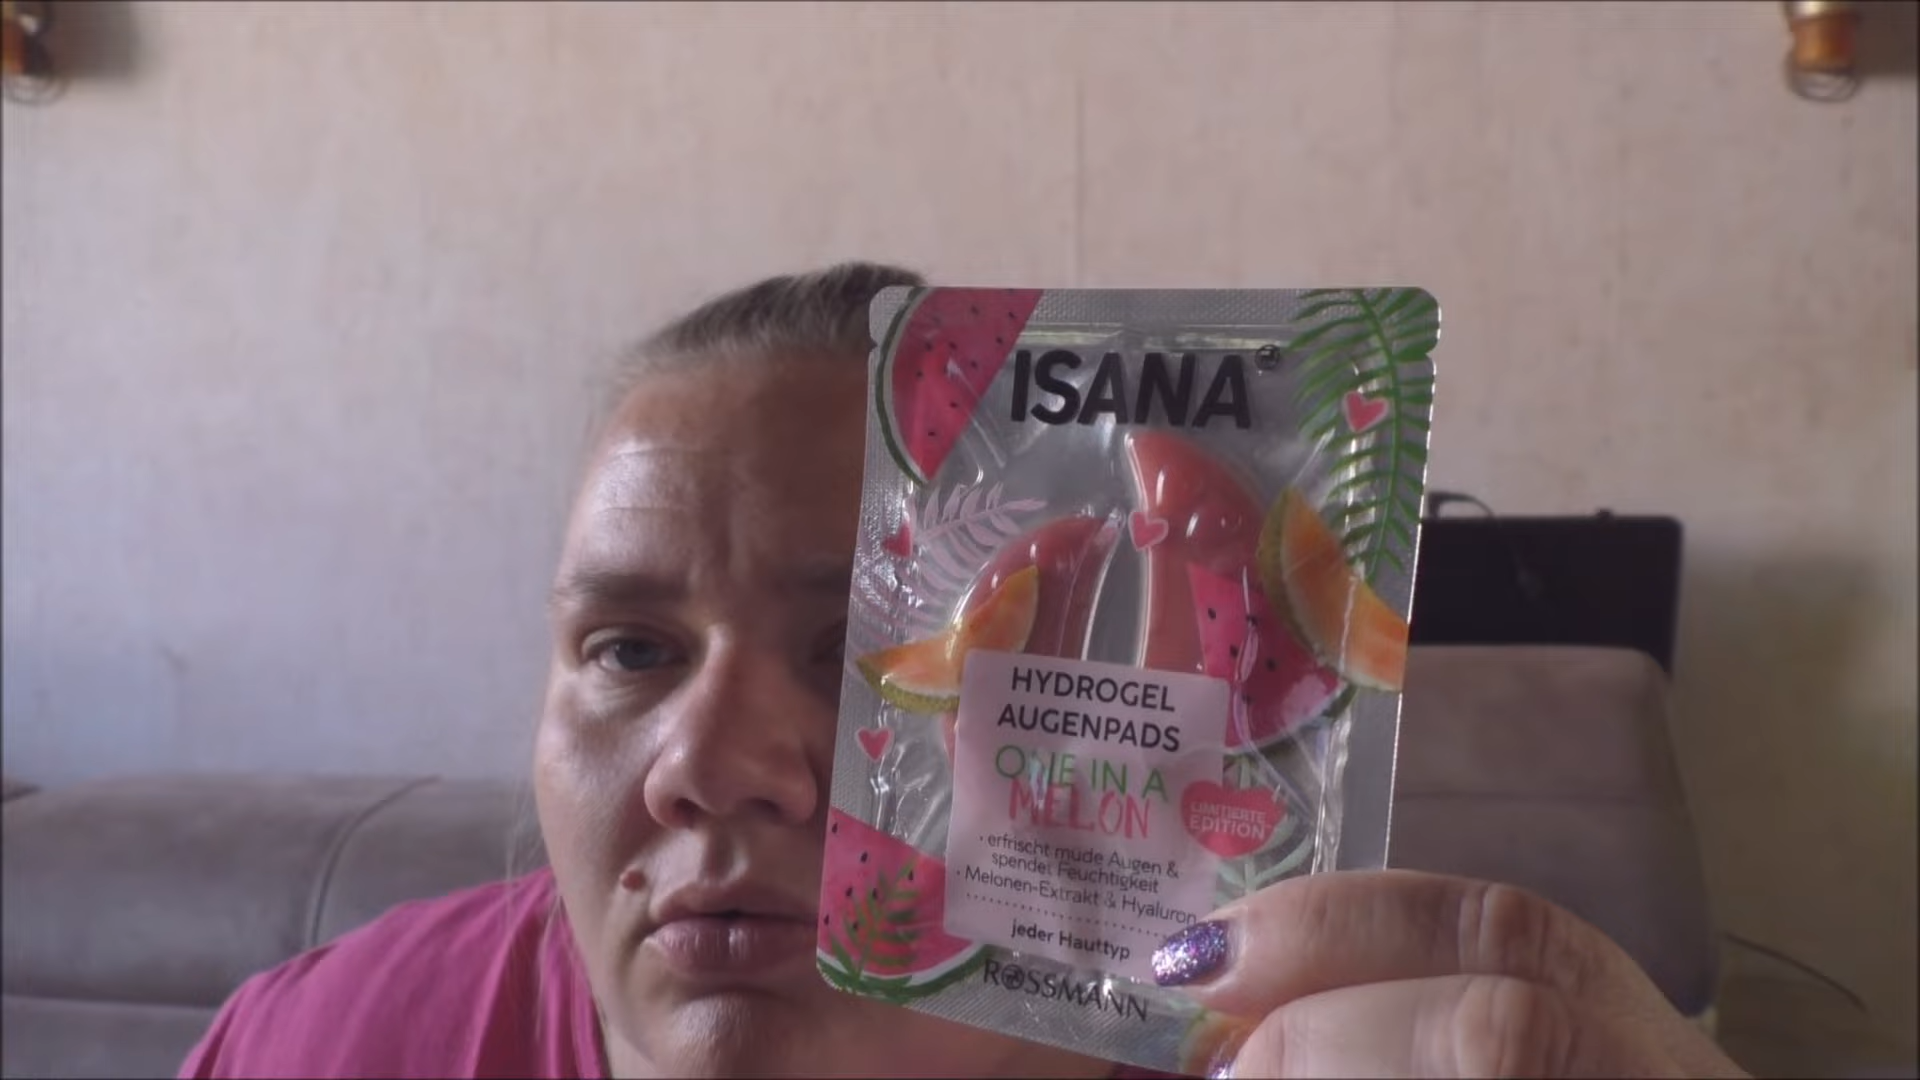 ISANA
HYDROGEL
AUGENPADS
ONE IN A
MELON
LIMITIERTE
EDITION
• erfrischt müde Augen &
spendet Feuchtigkeit
• Melonen-Extrakt & Hyaluron
jeder Hauttyp
ROSSMANN